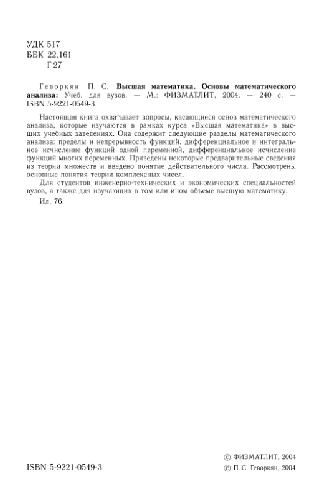 УДК 517
ББК 22.161
Г27
Геворкян П. С. Высшая математика. Основы математического
анализа: Учеб. для вузов. — М.: ФИЗМАТЛИТ, 2004. — 240 с. —
ISBN 5-9221-0549-3.
Настоящая книга охватывает вопросы, касающиеся основ математического
анализа, которые изучаются в рамках курса «Высшая математика» в выс-
ших учебных заведениях. Она содержит следующие разделы математического
анализа: пределы и непрерывность функций, дифференциальное и интеграль-
ное исчисление функций одной переменной, дифференциальное исчисление
функций многих переменных. Приведены некоторые предварительные сведения
из теории множеств и введено понятие действительного числа. Рассмотрены
основные понятия теории комплексных чисел.
Для студентов инженерно-технических и экономических специальностей
вузов, а также для изучающих в том или ином объеме высшую математику.
Ил. 76
© ФИЗМАТЛИТ, 2004
ISBN 5-9221-0549-3
© П. С. Геворкян, 2004